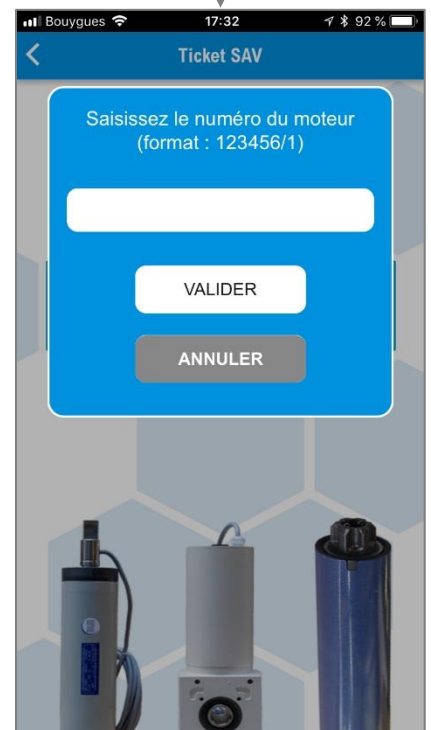 Bouygues 17:32 92 %
Ticket SAV
Saisissez le numéro du moteur
(format : 123456/1)
VALIDER
ANNULER